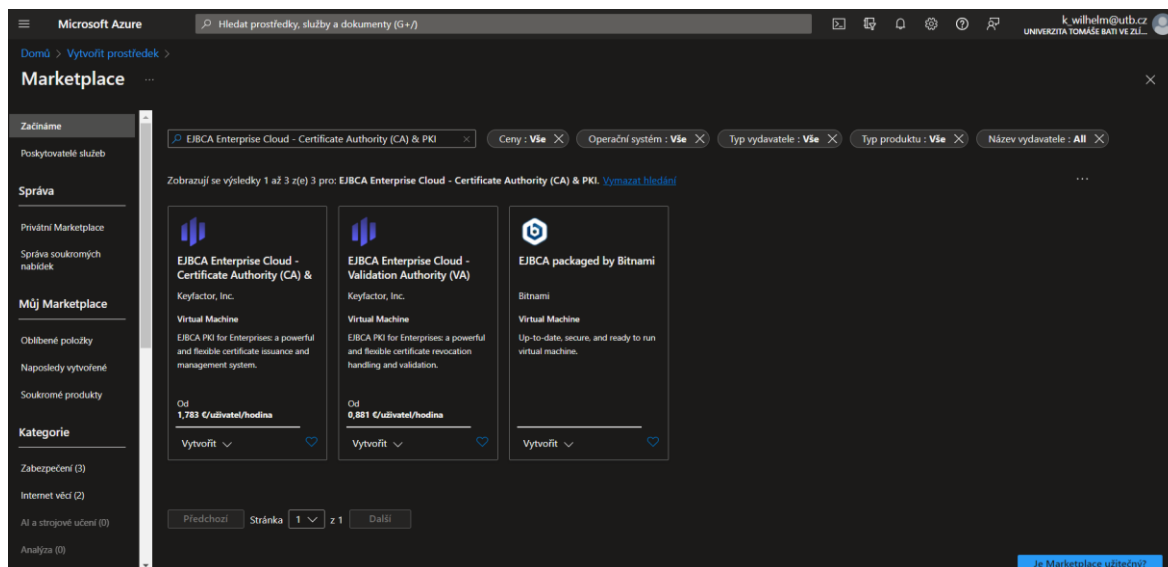 Microsoft Azure
Hledat prostředky, služby a dokumenty (G+/)
k_wilhelm@utb.cz
UNIVERZITA TOMÁŠE BATI VE ZLÍ...
Domů > Vytvořit prostředek >
Marketplace ...
Začínáme
Poskytovatelé služeb
Správa
Privátní Marketplace
Správa soukromých
nabídek
Můj Marketplace
Oblíbené položky
Naposledy vytvořené
Soukromé produkty
Kategorie
Zabezpečení (3)
Internet věcí (2)
AI a strojové učení (0)
Analýza (0)
EJBCA Enterprise Cloud - Certificate Authority (CA) & PKI
Ceny : Vše
Operační systém : Vše
Typ vydavatele : Vše
Typ produktu : Vše
Název vydavatele : All
Zobrazují se výsledky 1 až 3 z(e) 3 pro: EJBCA Enterprise Cloud - Certificate Authority (CA) & PKI. Vymazat hledání
...
EJBCA Enterprise Cloud -
Certificate Authority (CA) &
Keyfactor, Inc.
Virtual Machine
EJBCA PKI for Enterprises: a powerful
and flexible certificate issuance and
management system.
Od
1,783 €/uživatel/hodina
Vytvořit
EJBCA Enterprise Cloud -
Validation Authority (VA)
Keyfactor, Inc.
Virtual Machine
EJBCA PKI for Enterprises: a powerful
and flexible certificate revocation
handling and validation.
Od
0,881 €/uživatel/hodina
Vytvořit
EJBCA packaged by Bitnami
Bitnami
Virtual Machine
Up-to-date, secure, and ready to run
virtual machine.
Vytvořit
Předchozí Stránka 1 z 1 Další
Je Marketplace užitečný?